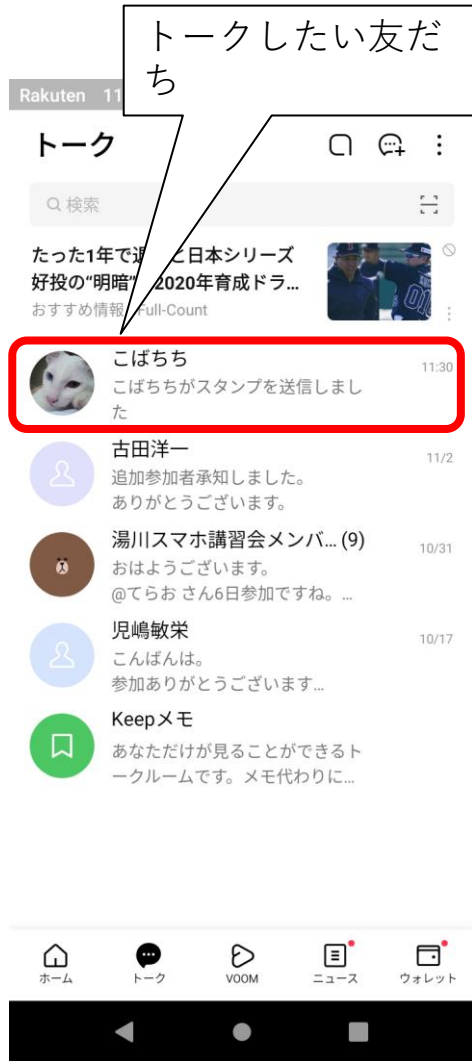 トークしたい友だ
ち
Rakuten 11
トーク
検索
たった1年で退 と日本シリーズ
好投の“明暗” 2020年育成ドラ...
おすすめ情報 Full-Count
こばちち
11:30
こばちちがスタンプを送信しまし
た
古田洋一
11/2
追加参加者承知しました。
ありがとうございます。
湯川スマホ講習会メンバ... (9)
10/31
おはようございます。
@てらお さん6日参加ですね。...
児嶋敏栄
10/17
こんばんは。
参加ありがとうございます...
Keepメモ
あなただけが見ることができるト
ークルームです。メモ代わりに...
ホーム トーク VOOM ニュース ウォレット